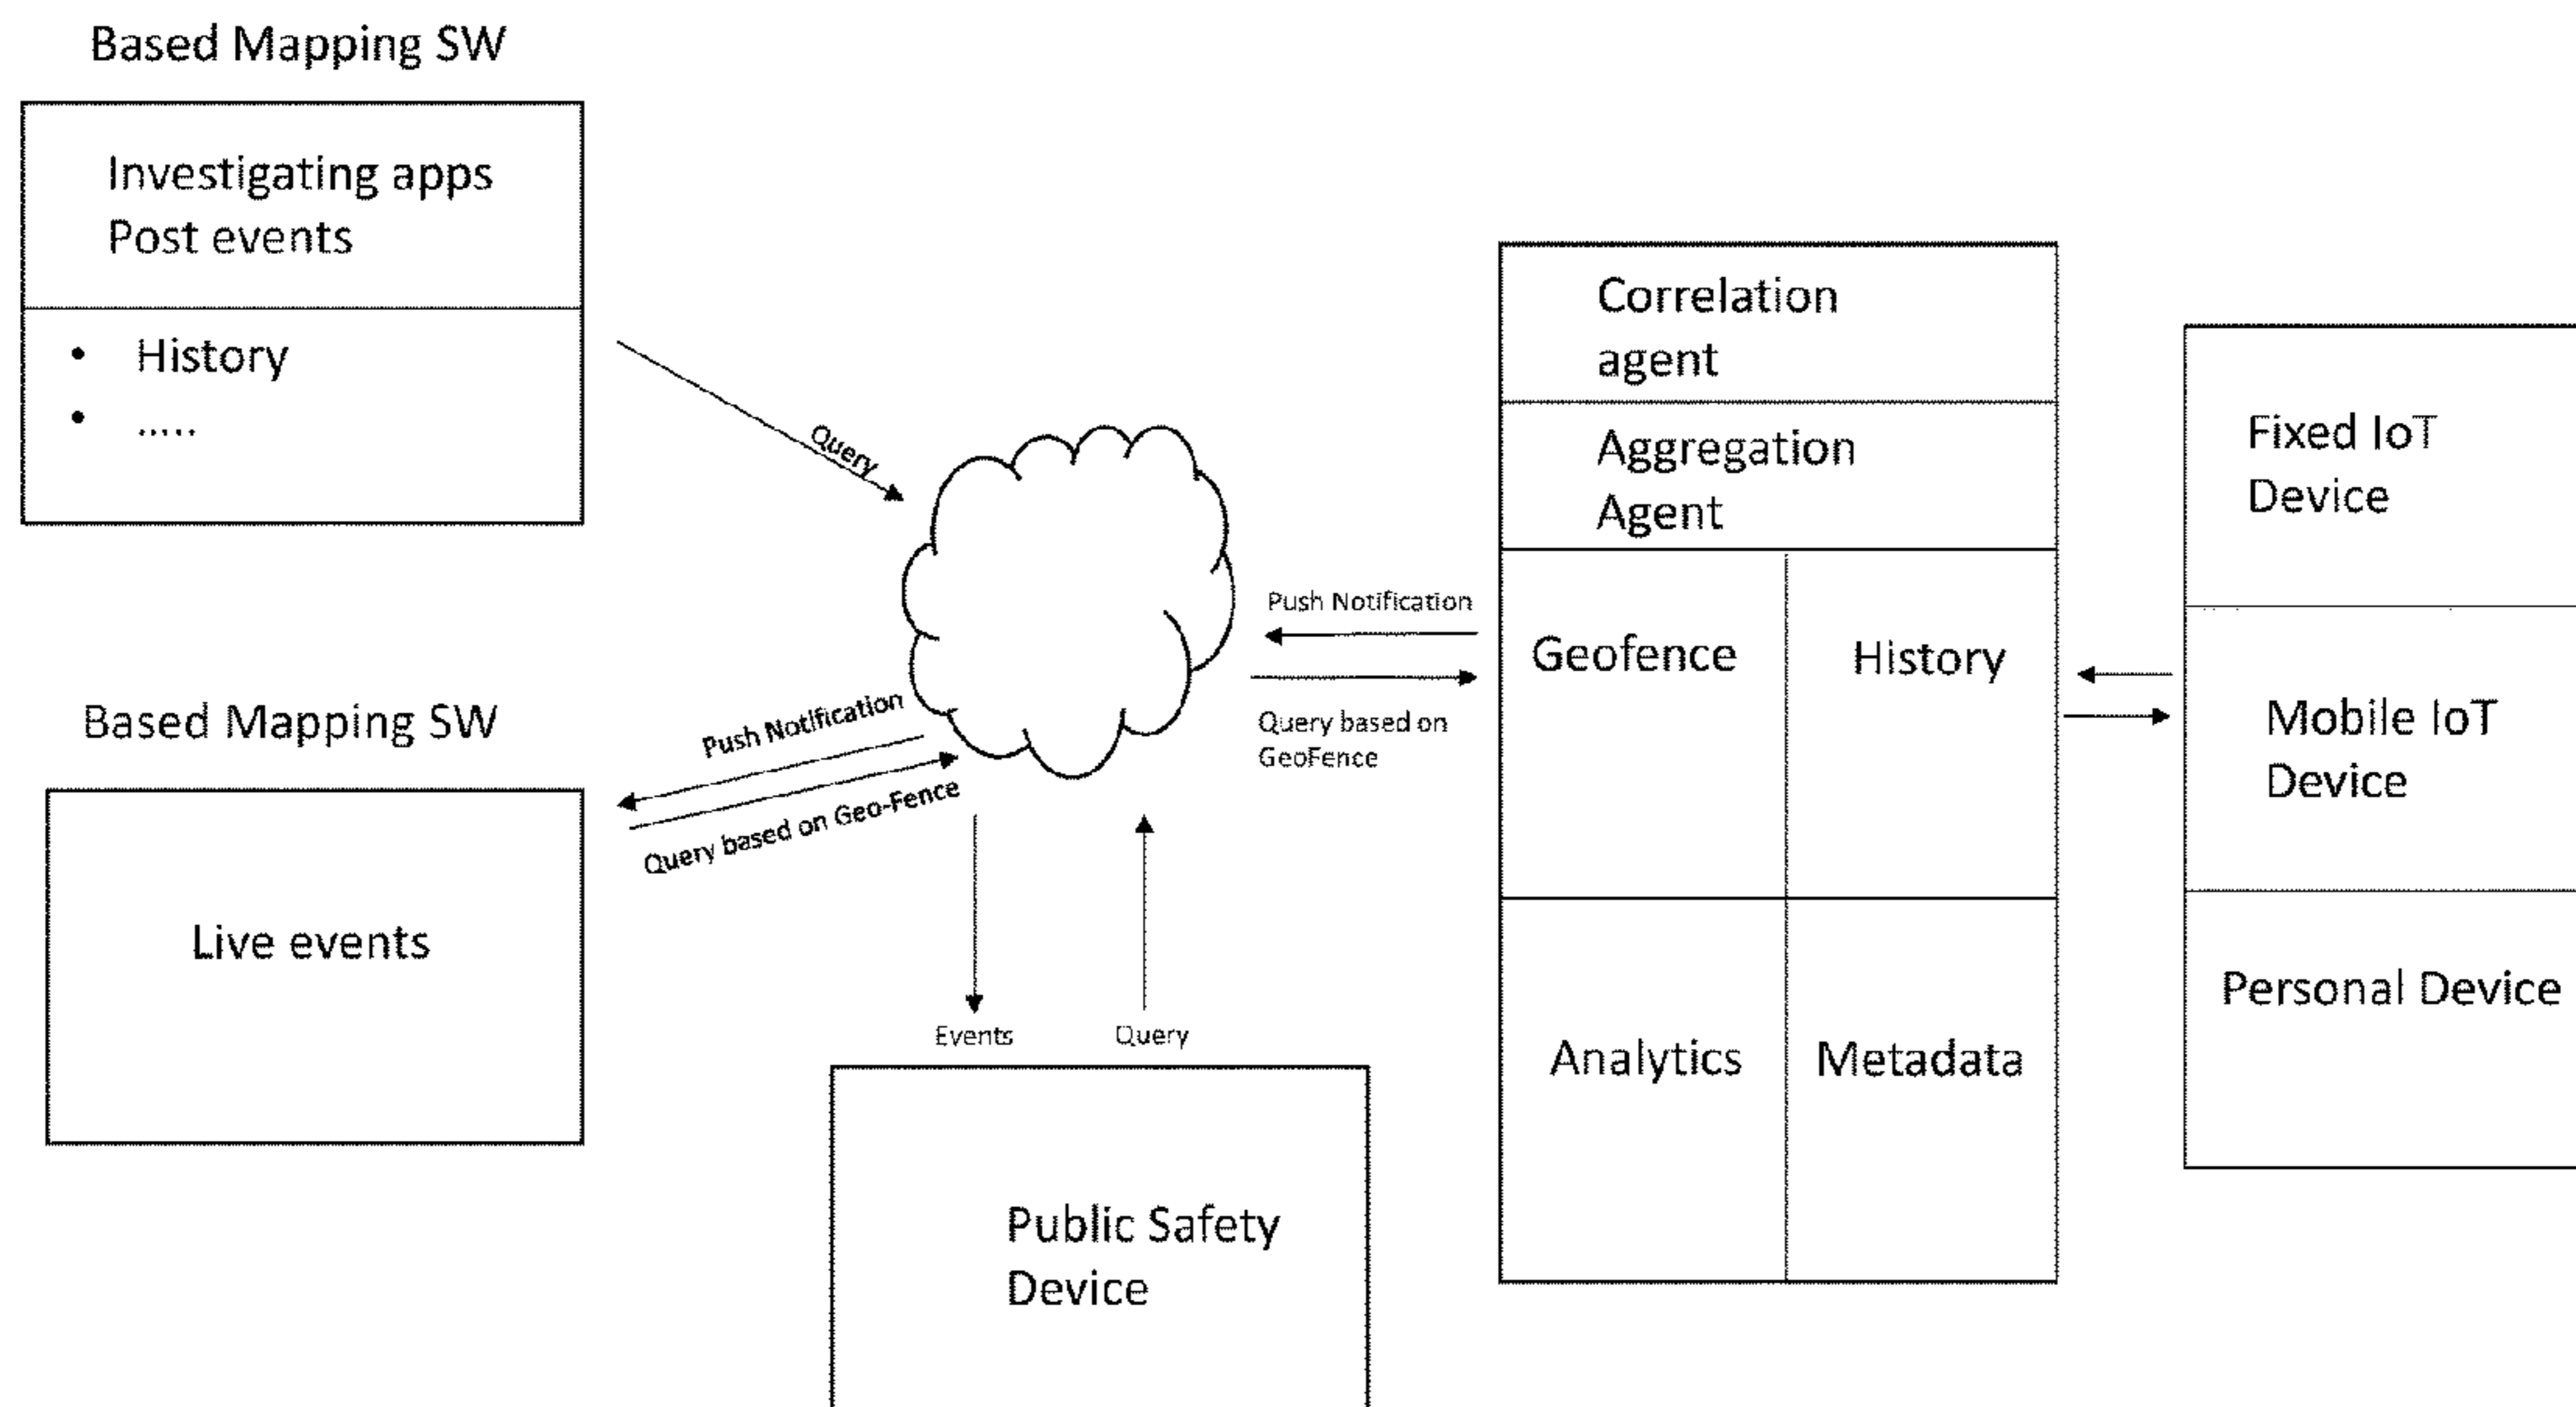 Based Mapping SW
Investigating apps
Post events
• History
• .....
Query
Based Mapping SW
Live events
Push Notification
Query based on Geo-Fence
Events
Query
Public Safety
Device
Push Notification
Query based on
GeoFence
Correlation
agent
Aggregation
Agent
Geofence
History
Analytics
Metadata
Fixed IoT
Device
Mobile IoT
Device
Personal Device